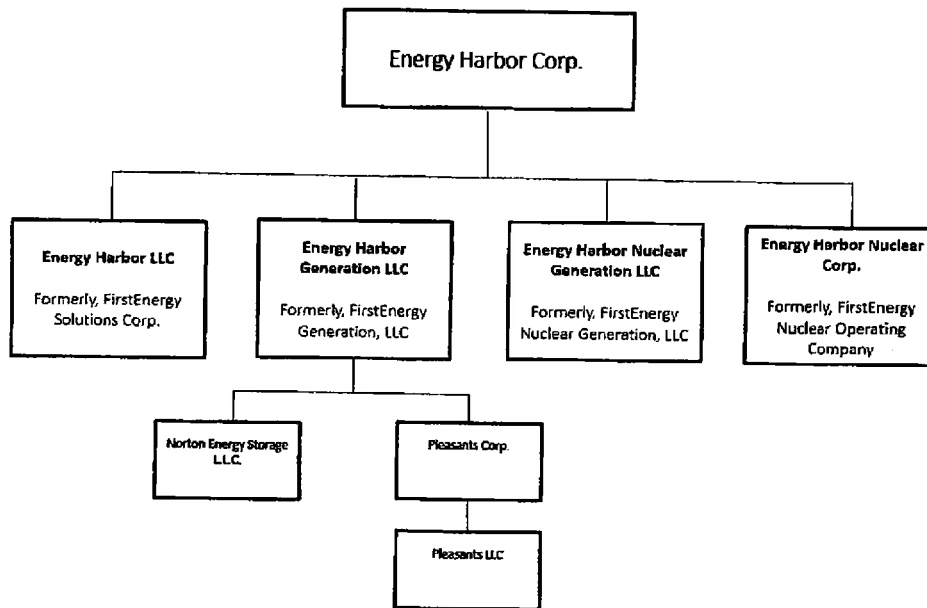 Energy Harbor Corp.
Energy Harbor LLC
Formerly, FirstEnergy
Solutions Corp.
Energy Harbor
Generation LLC
Formerly, FirstEnergy
Generation, LLC
Energy Harbor Nuclear
Generation LLC
Formerly, FirstEnergy
Nuclear Generation, LLC
Energy Harbor Nuclear
Corp.
Formerly, FirstEnergy
Nuclear Operating
Company
Norton Energy Storage
L.L.C.
Pleasants Corp.
Pleasants LLC